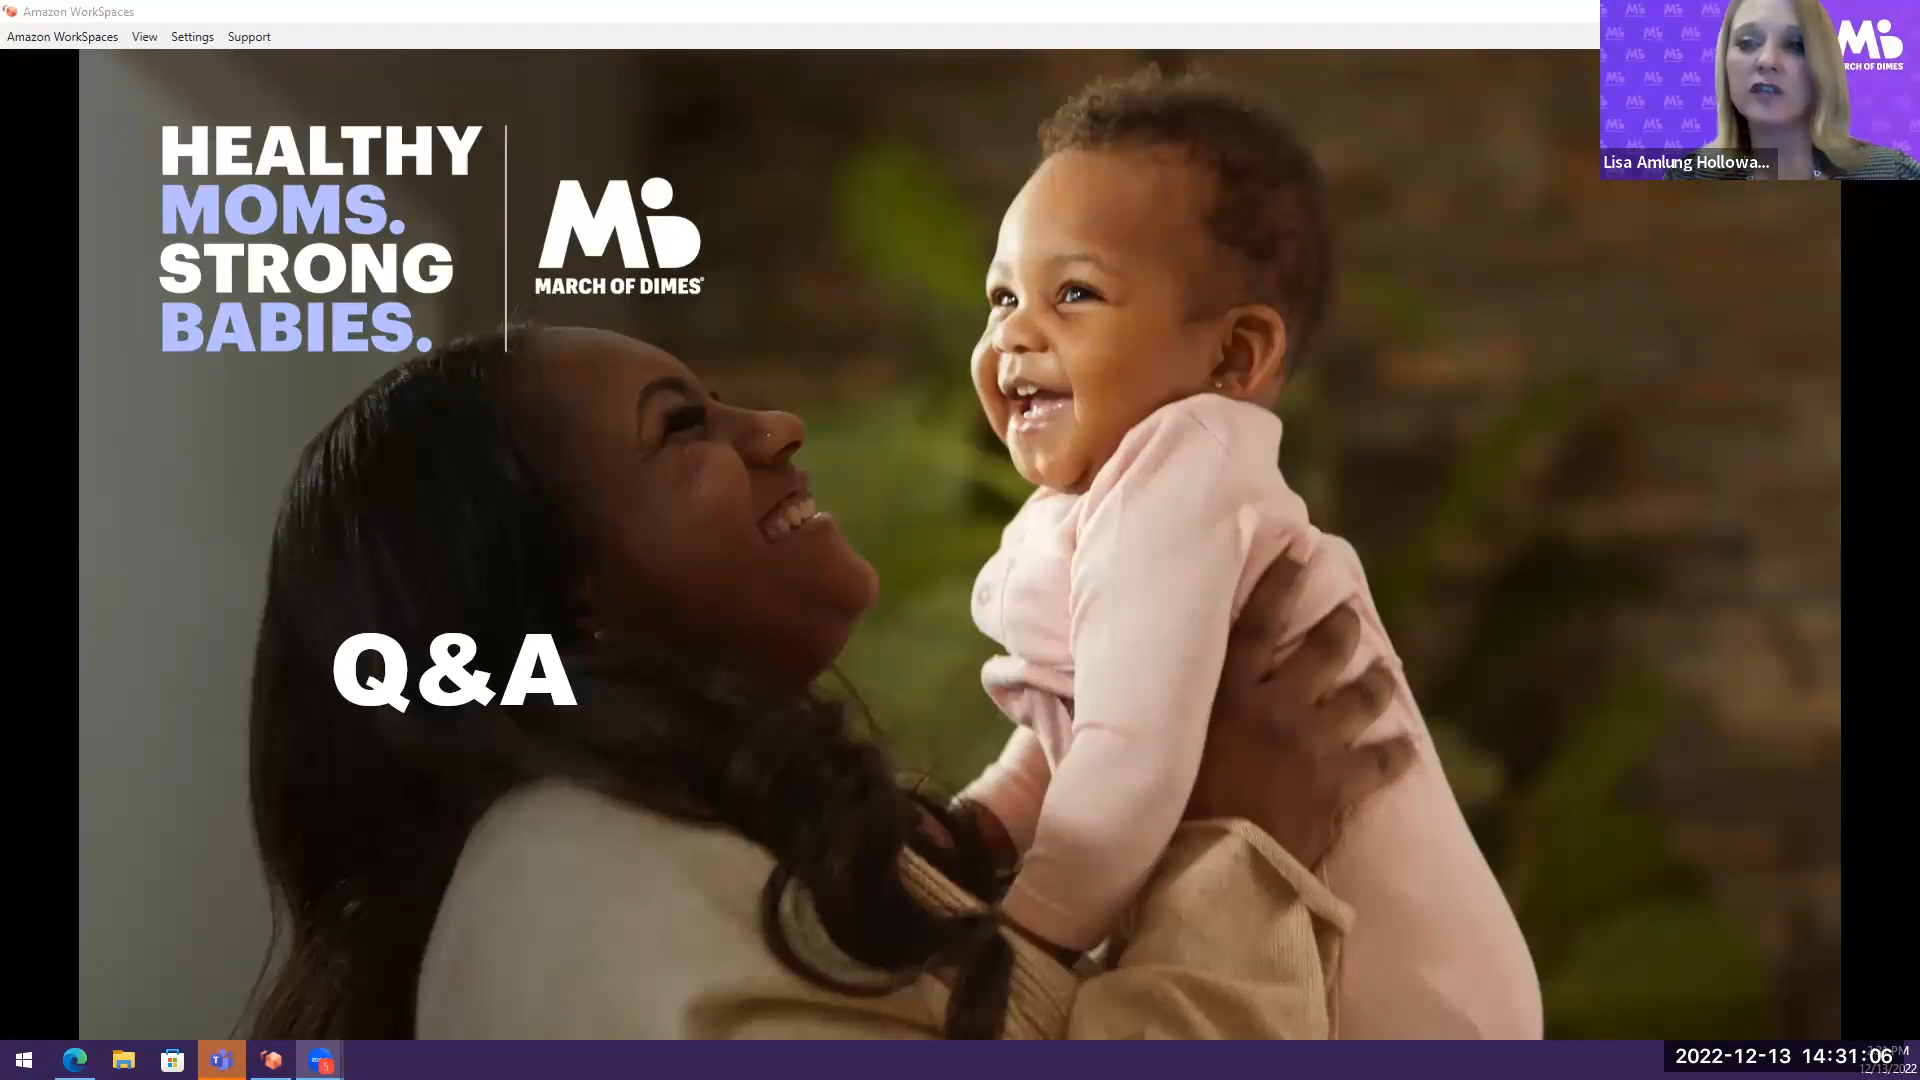 Amazon WorkSpaces
Amazon WorkSpaces View Settings Support
HEALTHY
MOMS.
STRONG
BABIES.
MARCH OF DIMES
Q&A
RCH OF DIMES
Lisa Amlung Hollowa...
5
2022-12-13 14:31:06